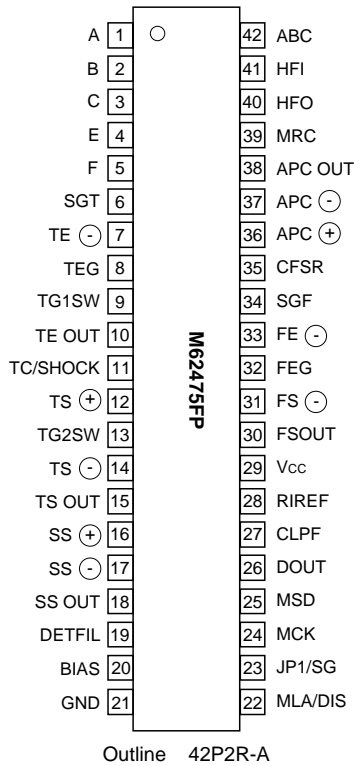 A 1 42 ABC
B 2 41 HFI
C 3 40 HFO
E 4 39 MRC
F 5 38 APC OUT
SGT 6 37 APC ⊖
TE ⊖ 7 36 APC ⊕
TEG 8 35 CFSR
TG1SW 9 34 SGF
TE OUT 10 33 FE ⊖
TC/SHOCK 11 32 FEG
TS ⊕ 12 31 FS ⊖
TG2SW 13 30 FSOUT
TS ⊖ 14 29 Vcc
TS OUT 15 28 RIREF
SS ⊕ 16 27 CLPF
SS ⊖ 17 26 DOUT
SS OUT 18 25 MSD
DETFIL 19 24 MCK
BIAS 20 23 JP1/SG
GND 21 22 MLA/DIS
M62475FP
Outline 42P2R-A